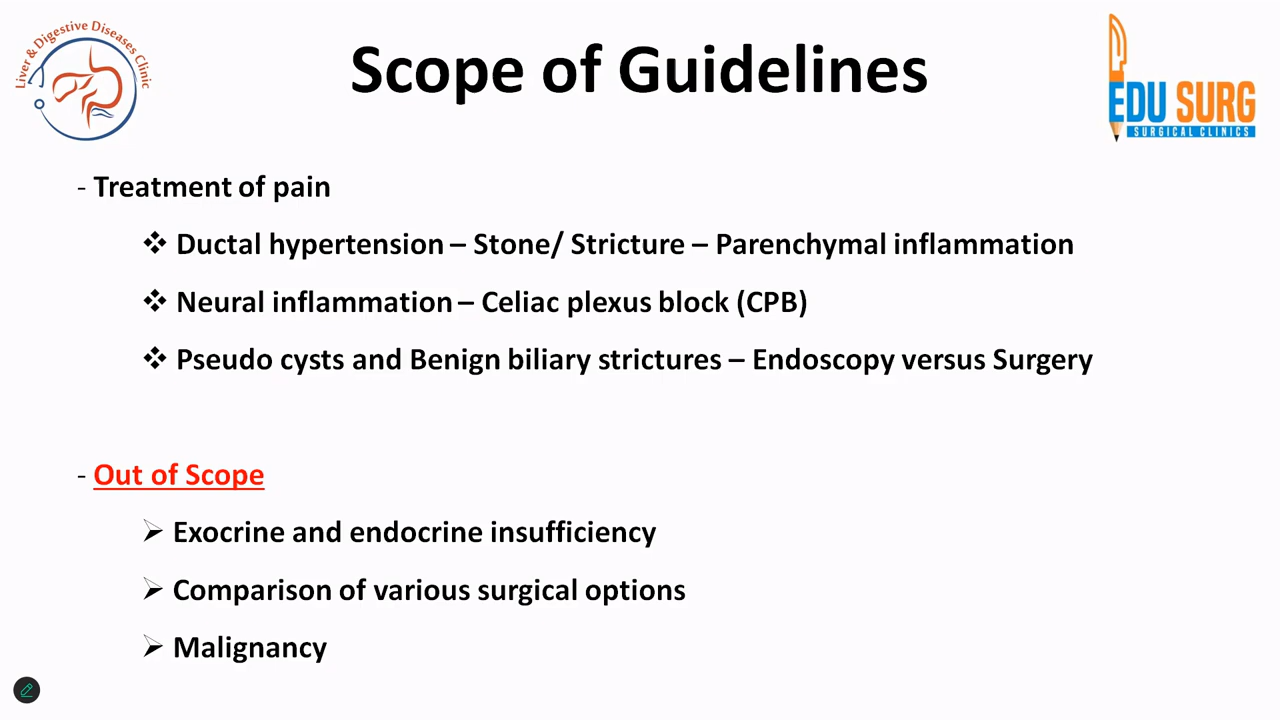 Liver & Digestive Diseases Clinic
Scope of Guidelines
EDU SURG
SURGICAL CLINICS
- Treatment of pain
❖ Ductal hypertension – Stone/ Stricture – Parenchymal inflammation
❖ Neural inflammation – Celiac plexus block (CPB)
❖ Pseudo cysts and Benign biliary strictures – Endoscopy versus Surgery
- Out of Scope
➢ Exocrine and endocrine insufficiency
➢ Comparison of various surgical options
➢ Malignancy